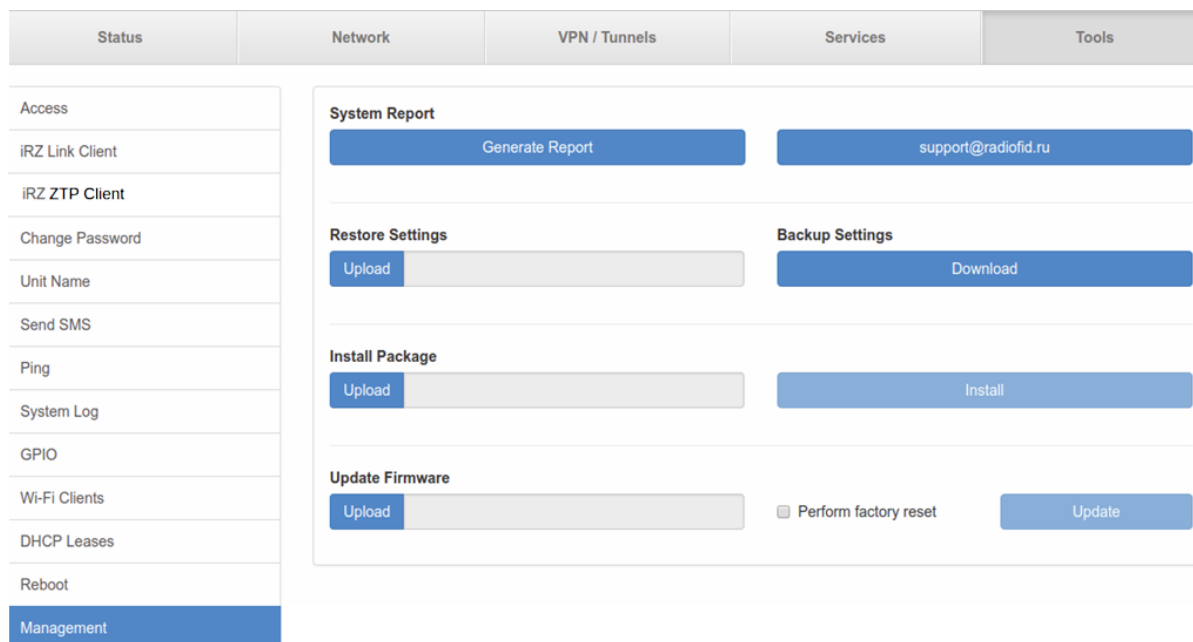 Status Network VPN / Tunnels Services Tools
Access
iRZ Link Client
iRZ ZTP Client
Change Password
Unit Name
Send SMS
Ping
System Log
GPIO
Wi-Fi Clients
DHCP Leases
Reboot
Management
System Report
Generate Report support@radiofid.ru
Restore Settings Backup Settings
Upload Download
Install Package
Upload Install
Update Firmware
Upload Perform factory reset Update